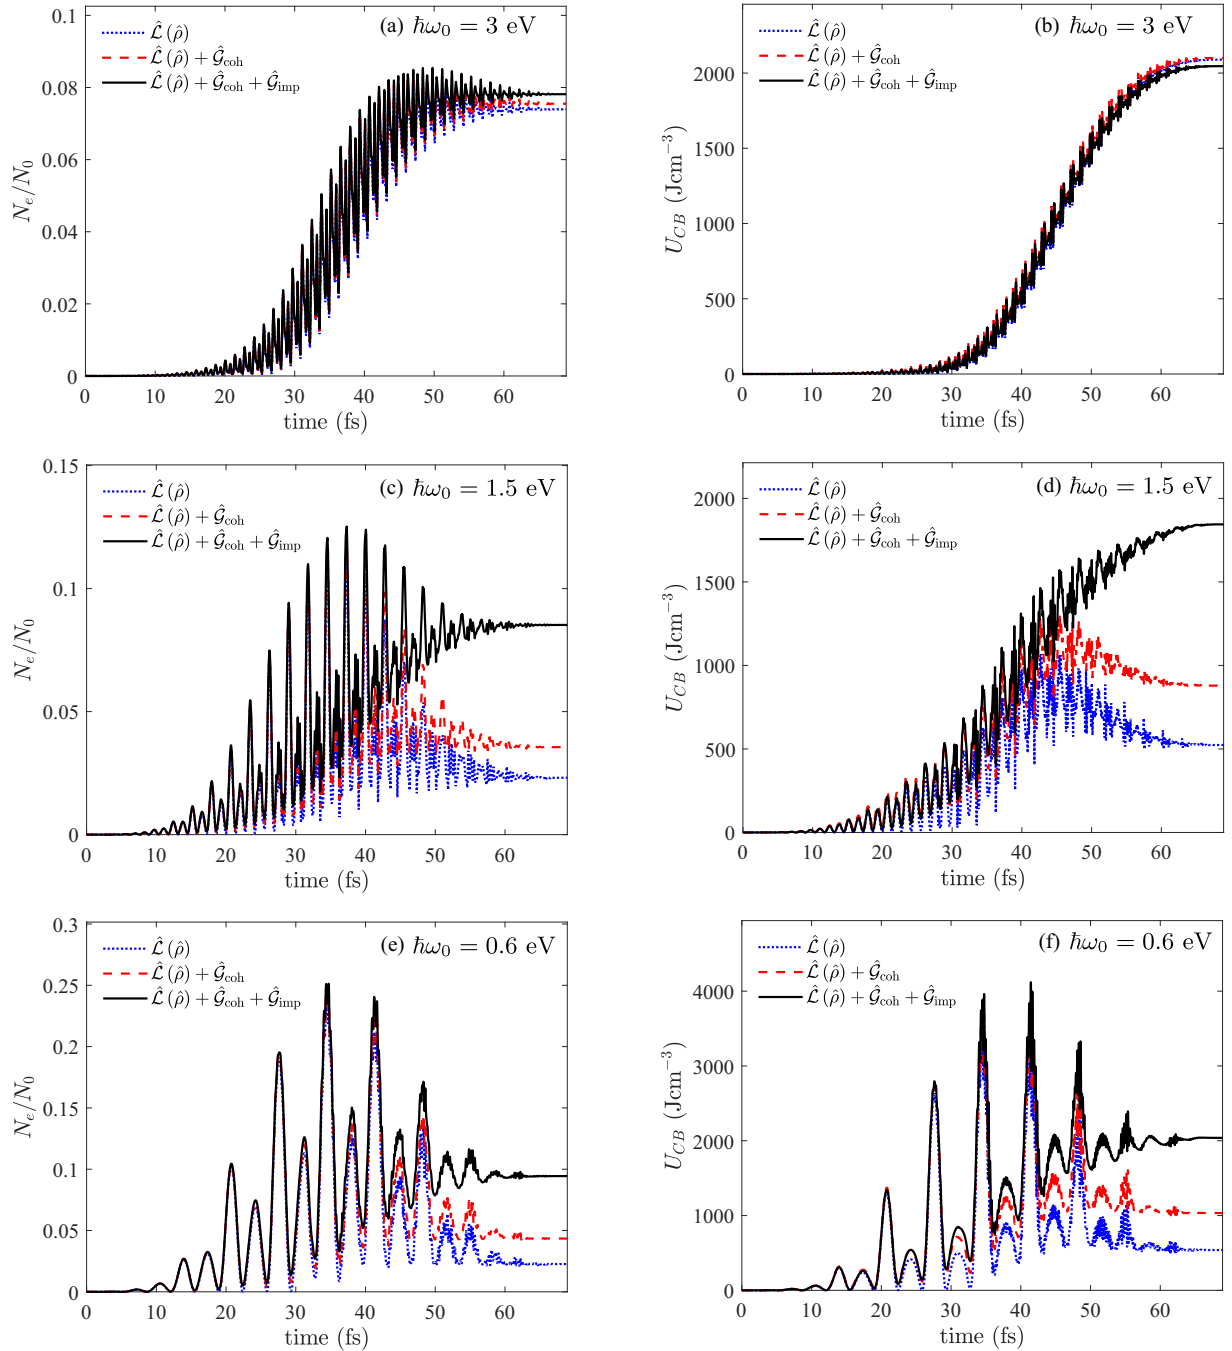 (a) ħω₀ = 3 eV
𝓛̂ (ρ̂)
𝓛̂ (ρ̂) + 𝒢̂coh
𝓛̂ (ρ̂) + 𝒢̂coh + 𝒢̂imp
0.1
0.08
0.06
0.04
0.02
0
Nₑ/N₀
0 10 20 30 40 50 60
time (fs)
(b) ħω₀ = 3 eV
𝓛̂ (ρ̂)
𝓛̂ (ρ̂) + 𝒢̂coh
𝓛̂ (ρ̂) + 𝒢̂coh + 𝒢̂imp
2000
1500
1000
500
0
U_CB (Jcm⁻³)
0 10 20 30 40 50 60
time (fs)
(c) ħω₀ = 1.5 eV
𝓛̂ (ρ̂)
𝓛̂ (ρ̂) + 𝒢̂coh
𝓛̂ (ρ̂) + 𝒢̂coh + 𝒢̂imp
0.15
0.1
0.05
0
Nₑ/N₀
0 10 20 30 40 50 60
time (fs)
(d) ħω₀ = 1.5 eV
𝓛̂ (ρ̂)
𝓛̂ (ρ̂) + 𝒢̂coh
𝓛̂ (ρ̂) + 𝒢̂coh + 𝒢̂imp
2000
1500
1000
500
0
U_CB (Jcm⁻³)
0 10 20 30 40 50 60
time (fs)
(e) ħω₀ = 0.6 eV
𝓛̂ (ρ̂)
𝓛̂ (ρ̂) + 𝒢̂coh
𝓛̂ (ρ̂) + 𝒢̂coh + 𝒢̂imp
0.3
0.25
0.2
0.15
0.1
0.05
0
Nₑ/N₀
0 10 20 30 40 50 60
time (fs)
(f) ħω₀ = 0.6 eV
𝓛̂ (ρ̂)
𝓛̂ (ρ̂) + 𝒢̂coh
𝓛̂ (ρ̂) + 𝒢̂coh + 𝒢̂imp
4000
3000
2000
1000
0
U_CB (Jcm⁻³)
0 10 20 30 40 50 60
time (fs)